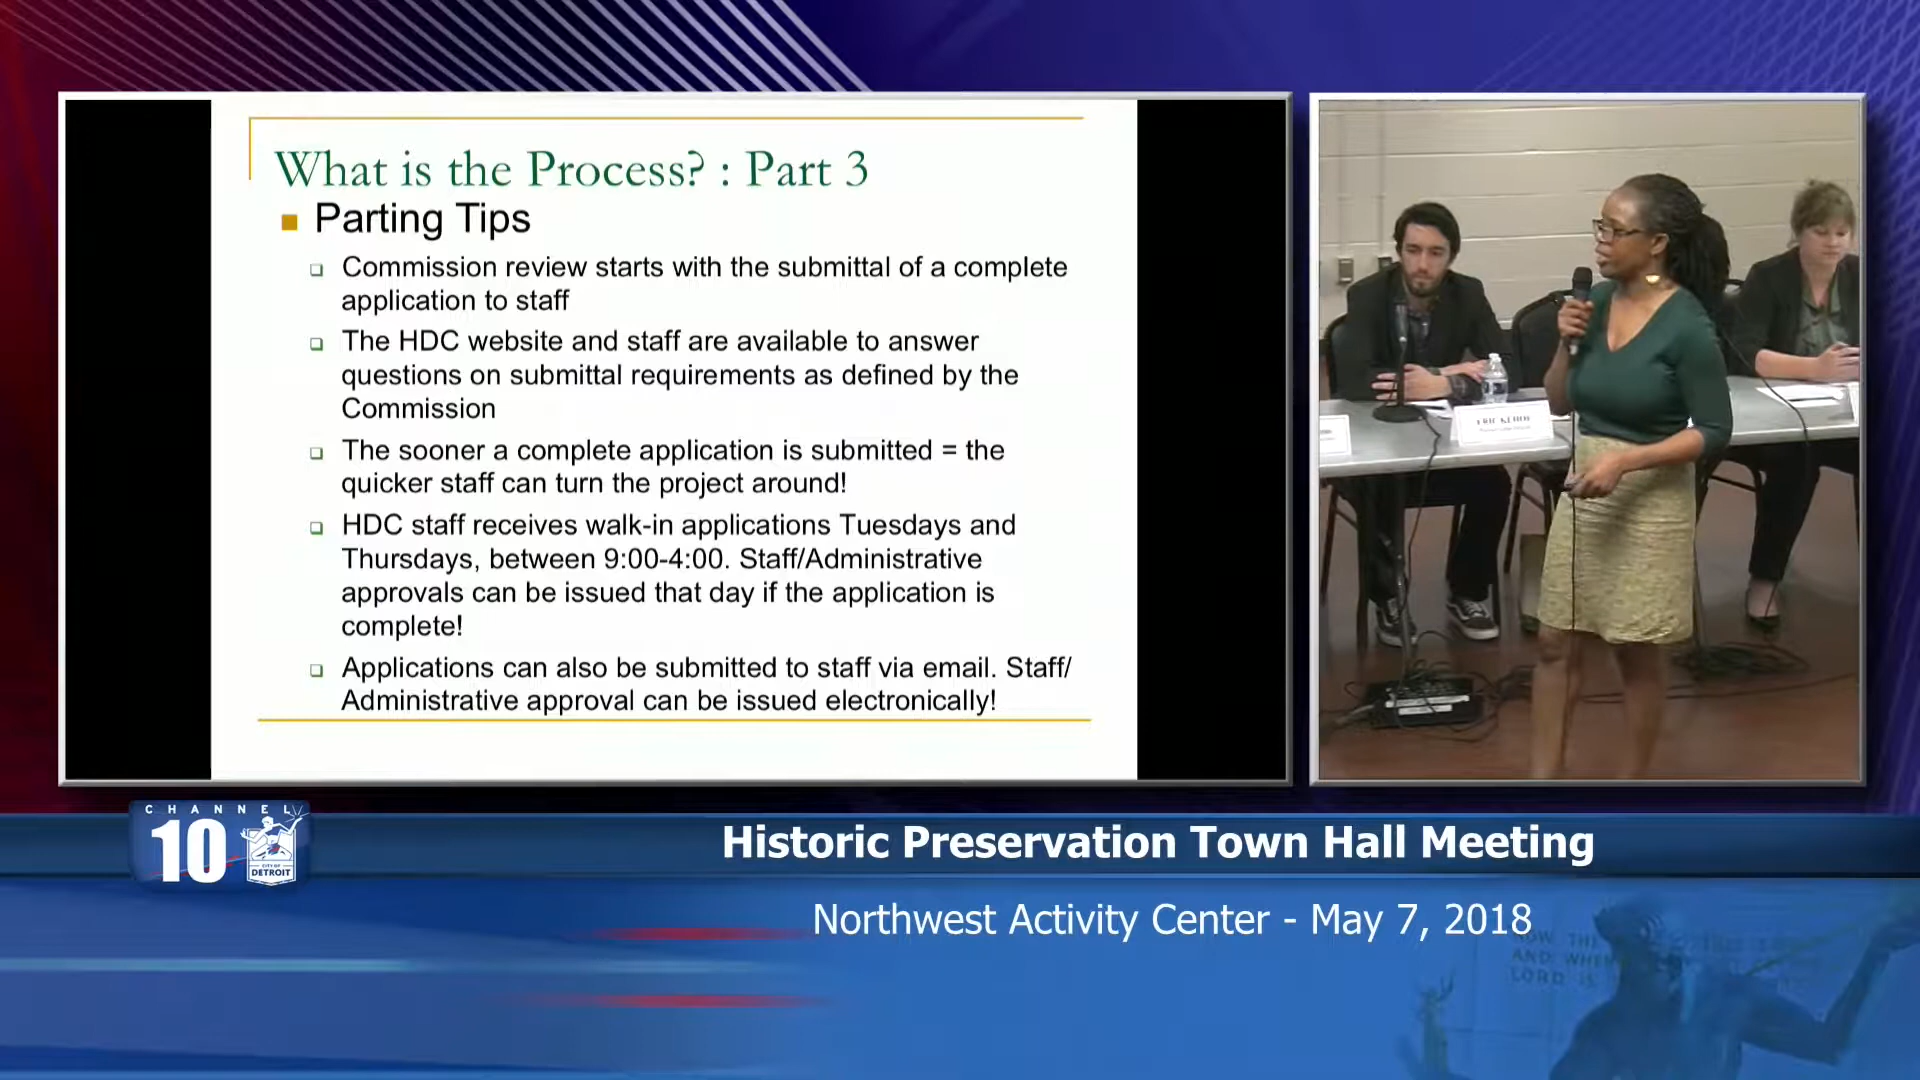 What is the Process? : Part 3
Parting Tips
Commission review starts with the submittal of a complete
application to staff
The HDC website and staff are available to answer
questions on submittal requirements as defined by the
Commission
The sooner a complete application is submitted = the
quicker staff can turn the project around!
HDC staff receives walk-in applications Tuesdays and
Thursdays, between 9:00-4:00. Staff/Administrative
approvals can be issued that day if the application is
complete!
Applications can also be submitted to staff via email. Staff/
Administrative approval can be issued electronically!
CHANNEL
10
CITY OF
DETROIT
Historic Preservation Town Hall Meeting
Northwest Activity Center - May 7, 2018
AND
LORD IS